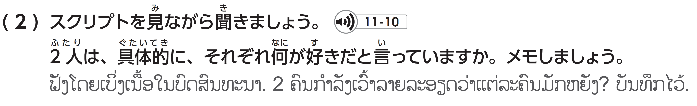 (2) スクリプトを見ながら聞きましょう。 11-10
2人は、具体的に、それぞれ何が好きだと言っていますか。メモしましょう。
ຟັງໂດຍເບິ່ງເນື້ອໃນບົດສົນທະນາ. 2 ຄົນກຳລັງເວົ້າລາຍລະອຽດວ່າແຕ່ລະຄົນມັກຫຍັງ? ບັນທຶກໄວ້.